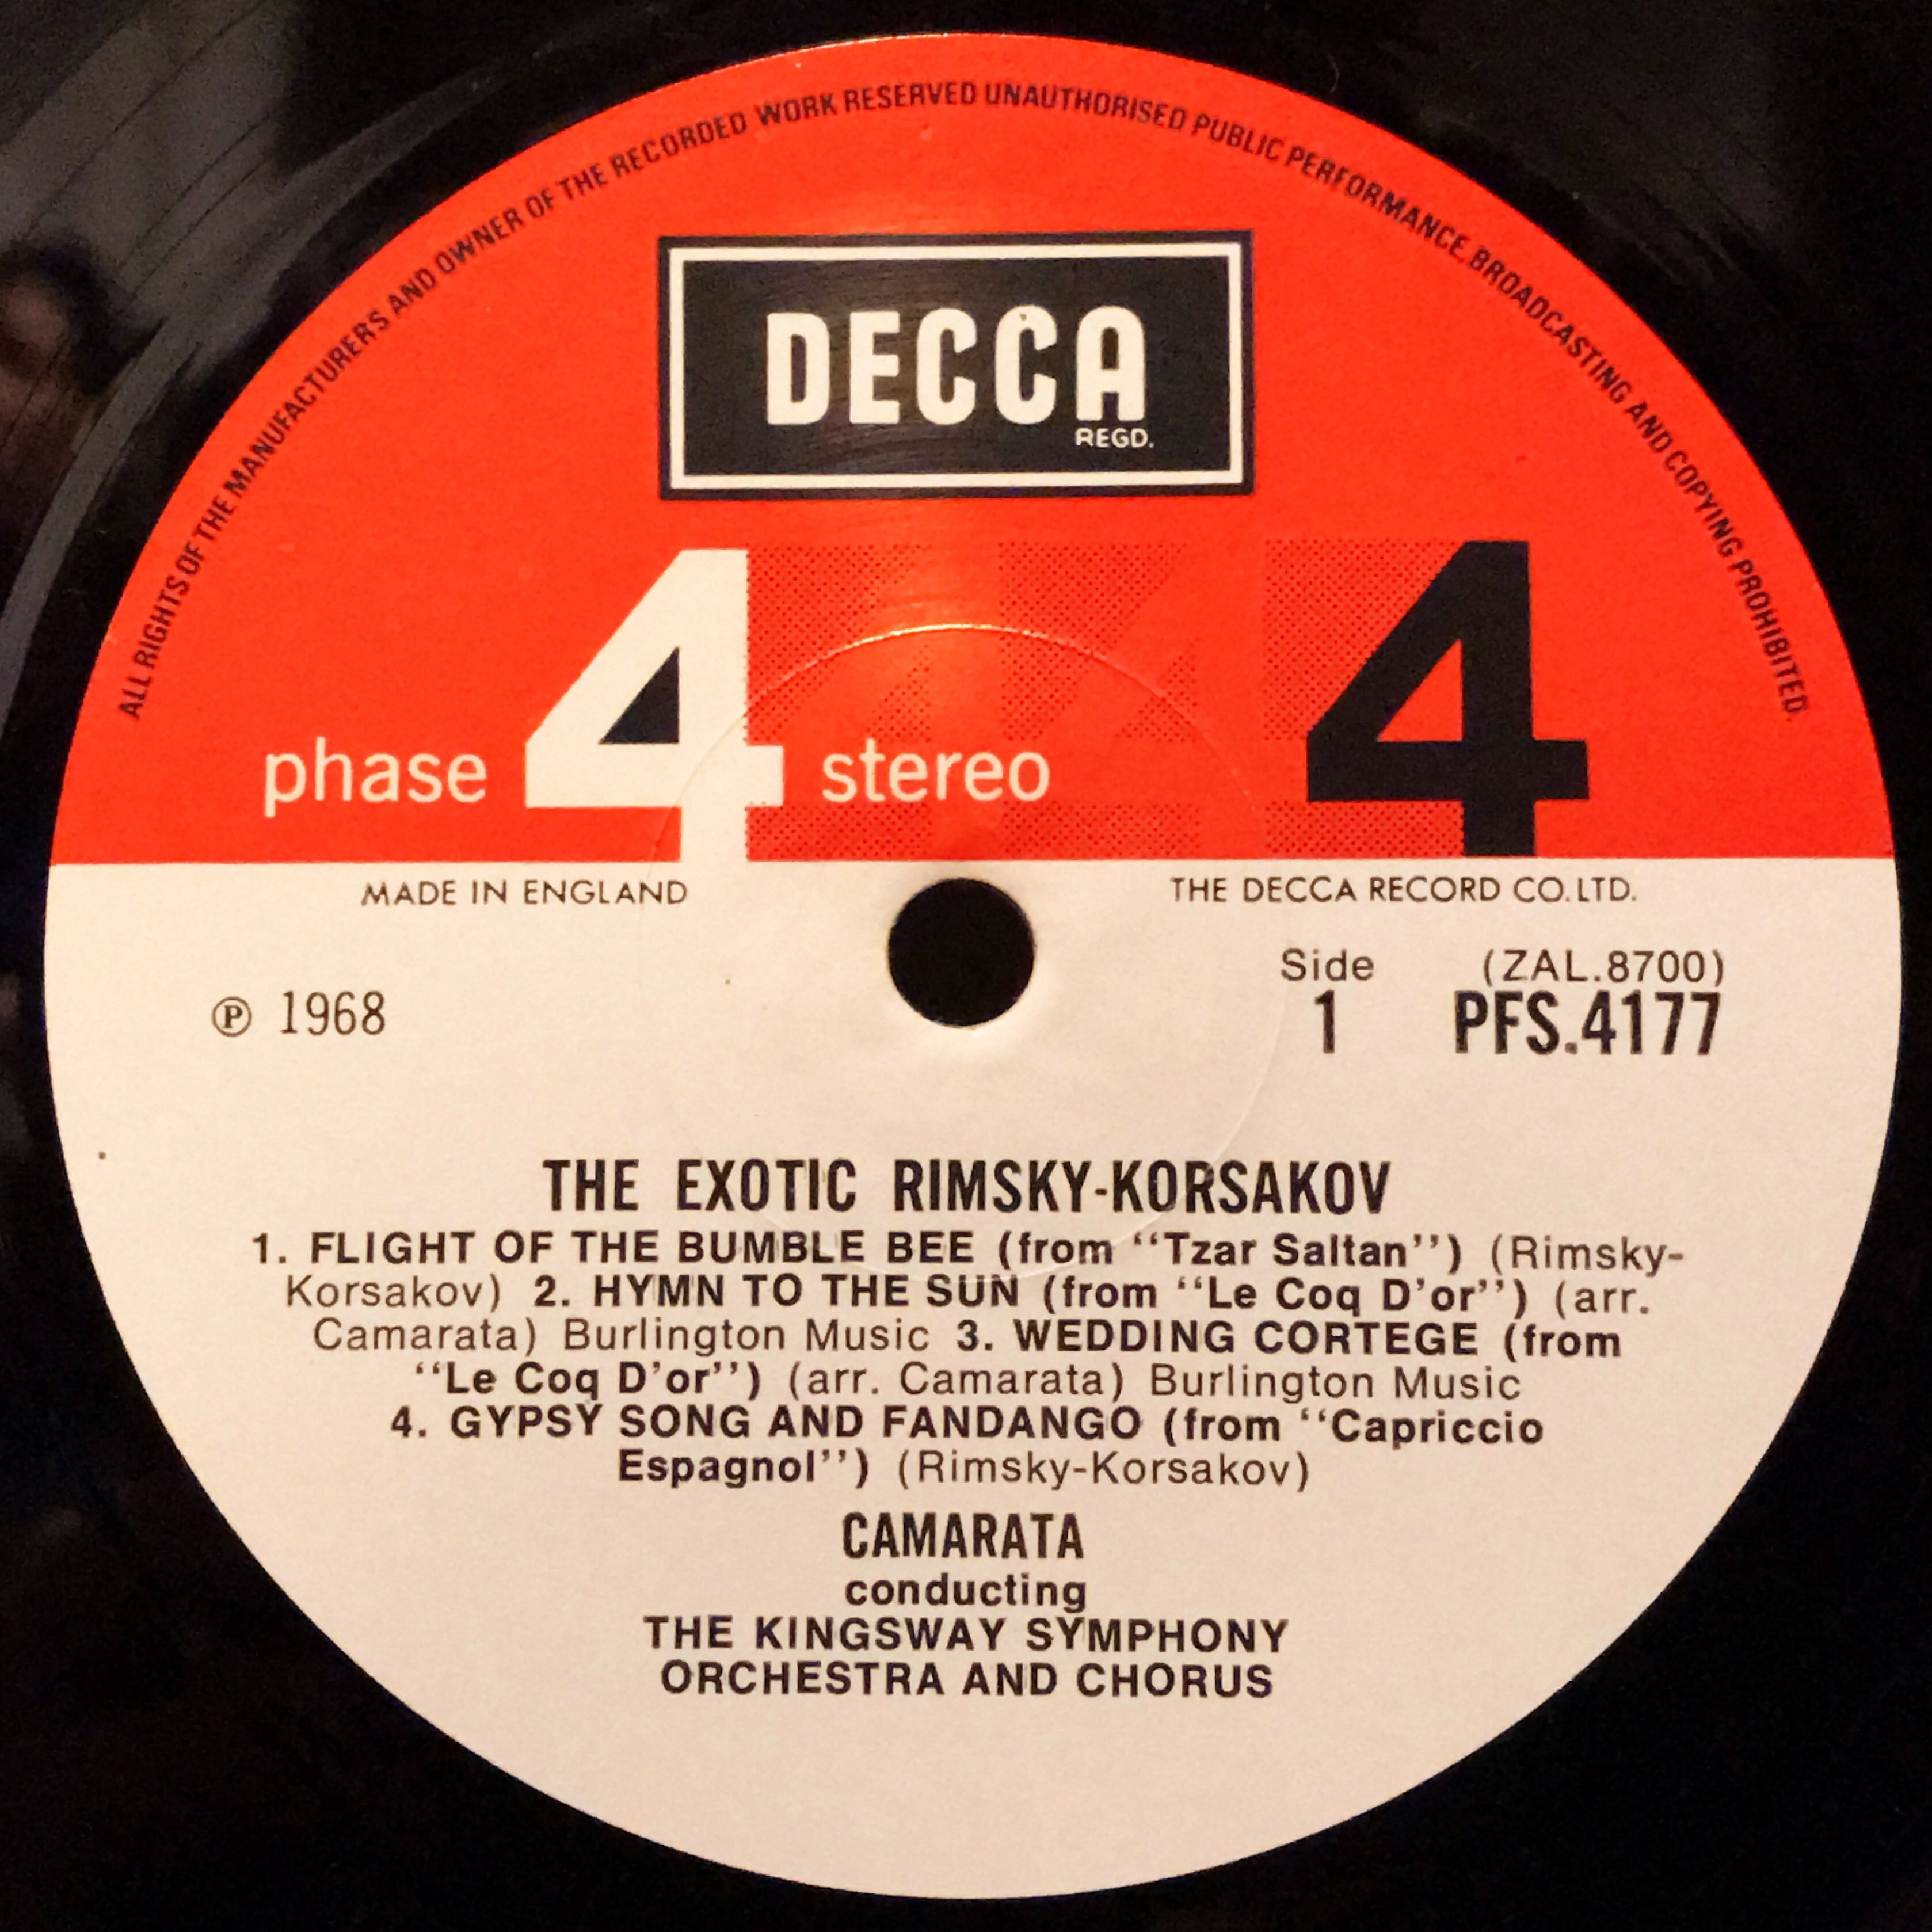 ALL RIGHTS OF THE MANUFACTURERS AND OWNER OF THE RECORDED WORK RESERVED UNAUTHORISED PUBLIC PERFORMANCE, BROADCASTING AND COPYING PROHIBITED.
DECCA
REGD.
phase 4 stereo 4
MADE IN ENGLAND
THE DECCA RECORD CO. LTD.
℗ 1968
Side (ZAL.8700)
1 PFS.4177
THE EXOTIC RIMSKY-KORSAKOV
1. FLIGHT OF THE BUMBLE BEE (from ‘‘Tzar Saltan’’) (Rimsky-
Korsakov) 2. HYMN TO THE SUN (from ‘‘Le Coq D’or’’) (arr.
Camarata) Burlington Music 3. WEDDING CORTEGE (from
‘‘Le Coq D’or’’) (arr. Camarata) Burlington Music
4. GYPSY SONG AND FANDANGO (from ‘‘Capriccio
Espagnol’’) (Rimsky-Korsakov)
CAMARATA
conducting
THE KINGSWAY SYMPHONY
ORCHESTRA AND CHORUS